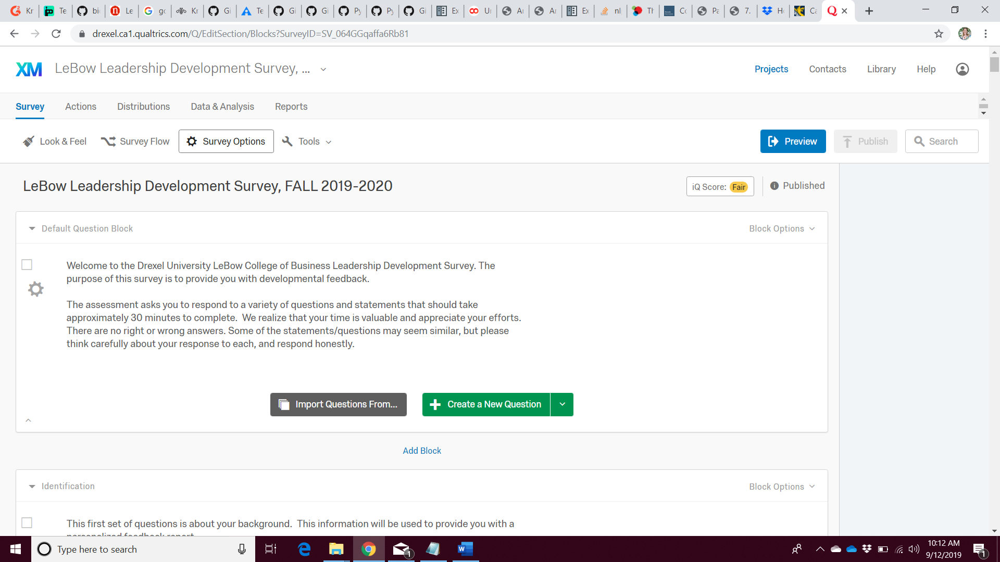 Kr
Te
bi
Le
gc
Kr
Gi
Te
Gi
Gi
Py
Py
Gi
Ex
Ur
Ar
Ar
Ex
nl
Th
Cc
Pa
7.
Hc
Ca
drexel.ca1.qualtrics.com/Q/EditSection/Blocks?SurveyID=SV_064GGqaffa6Rb81
XM LeBow Leadership Development Survey, ...
Projects Contacts Library Help
Survey Actions Distributions Data & Analysis Reports
Look & Feel Survey Flow Survey Options Tools Preview Publish Search
LeBow Leadership Development Survey, FALL 2019-2020
iQ Score: Fair Published
Default Question Block Block Options
Welcome to the Drexel University LeBow College of Business Leadership Development Survey. The
purpose of this survey is to provide you with developmental feedback.
The assessment asks you to respond to a variety of questions and statements that should take
approximately 30 minutes to complete.  We realize that your time is valuable and appreciate your efforts.
There are no right or wrong answers. Some of the statements/questions may seem similar, but please
think carefully about your response to each, and respond honestly.
Import Questions From... Create a New Question
Add Block
Identification Block Options
This first set of questions is about your background.  This information will be used to provide you with a
personalized feedback report
Type here to search
1
10:12 AM
9/12/2019
1